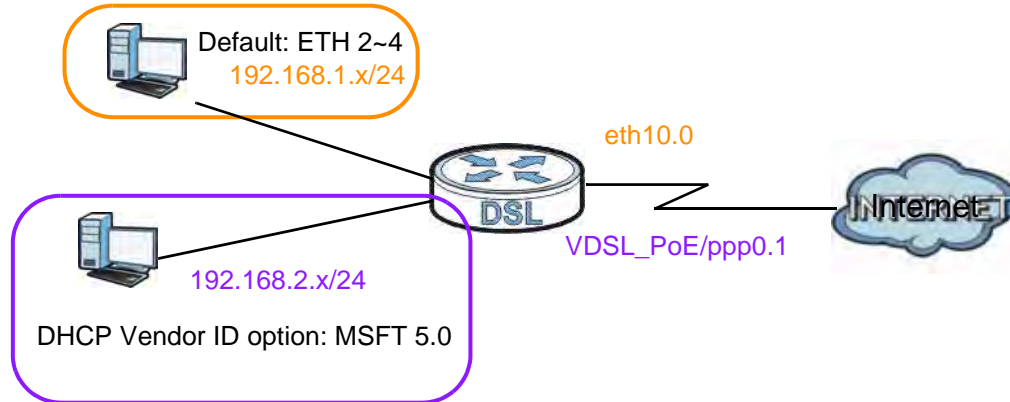 Default: ETH 2~4
192.168.1.x/24
eth10.0
DSL
INTERNET
Internet
VDSL_PoE/ppp0.1
192.168.2.x/24
DHCP Vendor ID option: MSFT 5.0